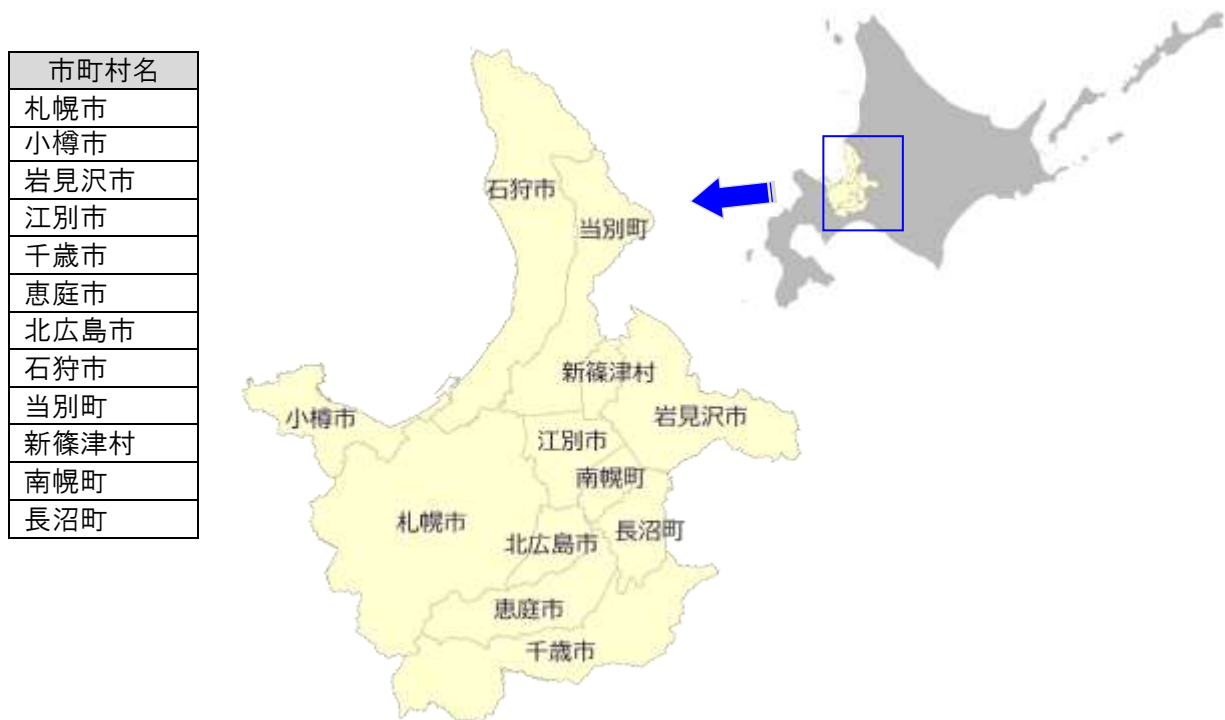 市町村名
札幌市
小樽市
岩見沢市
江別市
千歳市
恵庭市
北広島市
石狩市
当別町
新篠津村
南幌町
長沼町
石狩市
当別町
新篠津村
小樽市
岩見沢市
江別市
南幌町
札幌市
北広島市
長沼町
恵庭市
千歳市